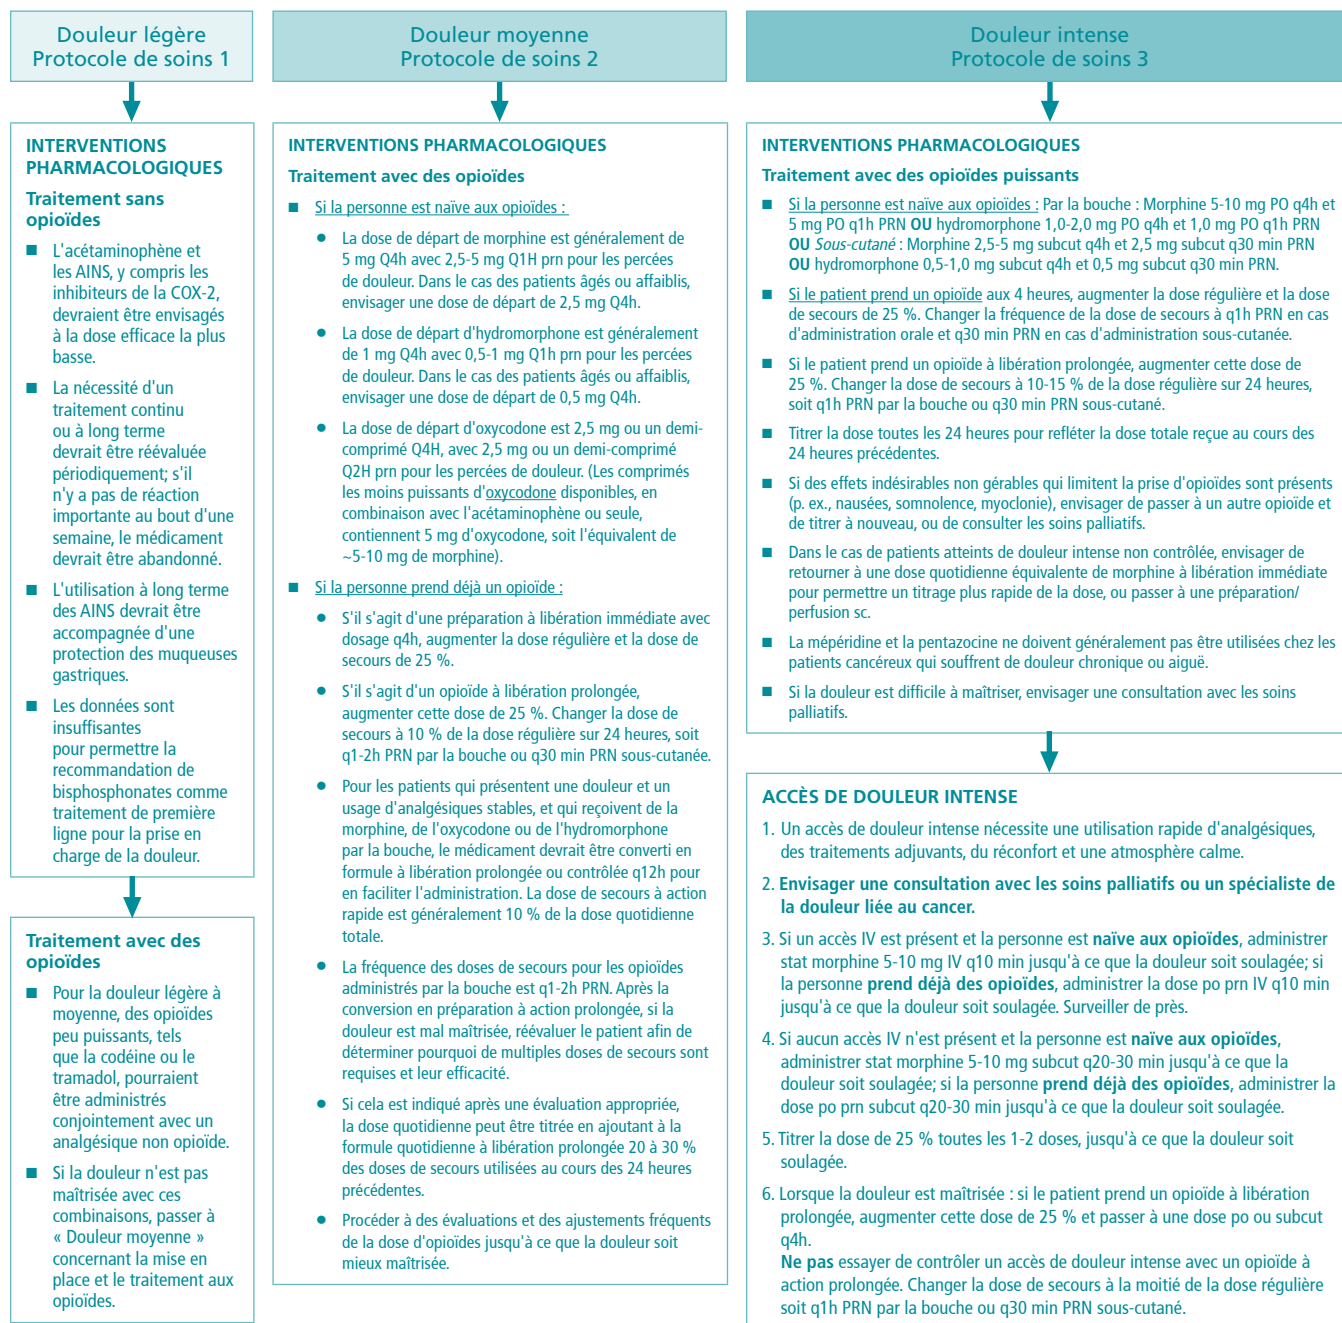 Douleur légère
Protocole de soins 1
INTERVENTIONS
PHARMACOLOGIQUES
Traitement sans
opioïdes
■ L'acétaminophène et
les AINS, y compris les
inhibiteurs de la COX-2,
devraient être envisagés
à la dose efficace la plus
basse.
■ La nécessité d'un
traitement continu
ou à long terme
devrait être réévaluée
périodiquement; s'il
n'y a pas de réaction
importante au bout d'une
semaine, le médicament
devrait être abandonné.
■ L'utilisation à long terme
des AINS devrait être
accompagnée d'une
protection des muqueuses
gastriques.
■ Les données sont
insuffisantes
pour permettre la
recommandation de
bisphosphonates comme
traitement de première
ligne pour la prise en
charge de la douleur.
Traitement avec des
opioïdes
■ Pour la douleur légère à
moyenne, des opioïdes
peu puissants, tels
que la codéine ou le
tramadol, pourraient
être administrés
conjointement avec un
analgésique non opioïde.
■ Si la douleur n'est pas
maîtrisée avec ces
combinaisons, passer à
« Douleur moyenne »
concernant la mise en
place et le traitement aux
opioïdes.
Douleur moyenne
Protocole de soins 2
INTERVENTIONS PHARMACOLOGIQUES
Traitement avec des opioïdes
■ Si la personne est naïve aux opioïdes :
● La dose de départ de morphine est généralement de
5 mg Q4h avec 2,5-5 mg Q1H prn pour les percées
de douleur. Dans le cas des patients âgés ou affaiblis,
envisager une dose de départ de 2,5 mg Q4h.
● La dose de départ d'hydromorphone est généralement
de 1 mg Q4h avec 0,5-1 mg Q1h prn pour les percées
de douleur. Dans le cas des patients âgés ou affaiblis,
envisager une dose de départ de 0,5 mg Q4h.
● La dose de départ d'oxycodone est 2,5 mg ou un demi-
comprimé Q4H, avec 2,5 mg ou un demi-comprimé
Q2H prn pour les percées de douleur. (Les comprimés
les moins puissants d'oxycodone disponibles, en
combinaison avec l'acétaminophène ou seule,
contiennent 5 mg d'oxycodone, soit l'équivalent de
~5-10 mg de morphine).
■ Si la personne prend déjà un opioïde :
● S'il s'agit d'une préparation à libération immédiate avec
dosage q4h, augmenter la dose régulière et la dose de
secours de 25 %.
● S'il s'agit d'un opioïde à libération prolongée,
augmenter cette dose de 25 %. Changer la dose de
secours à 10 % de la dose régulière sur 24 heures, soit
q1-2h PRN par la bouche ou q30 min PRN sous-cutanée.
● Pour les patients qui présentent une douleur et un
usage d'analgésiques stables, et qui reçoivent de la
morphine, de l'oxycodone ou de l'hydromorphone
par la bouche, le médicament devrait être converti en
formule à libération prolongée ou contrôlée q12h pour
en faciliter l'administration. La dose de secours à action
rapide est généralement 10 % de la dose quotidienne
totale.
● La fréquence des doses de secours pour les opioïdes
administrés par la bouche est q1-2h PRN. Après la
conversion en préparation à action prolongée, si la
douleur est mal maîtrisée, réévaluer le patient afin de
déterminer pourquoi de multiples doses de secours sont
requises et leur efficacité.
● Si cela est indiqué après une évaluation appropriée,
la dose quotidienne peut être titrée en ajoutant à la
formule quotidienne à libération prolongée 20 à 30 %
des doses de secours utilisées au cours des 24 heures
précédentes.
● Procéder à des évaluations et des ajustements fréquents
de la dose d'opioïdes jusqu'à ce que la douleur soit
mieux maîtrisée.
Douleur intense
Protocole de soins 3
INTERVENTIONS PHARMACOLOGIQUES
Traitement avec des opioïdes puissants
■ Si la personne est naïve aux opioïdes : Par la bouche : Morphine 5-10 mg PO q4h et
5 mg PO q1h PRN OU hydromorphone 1,0-2,0 mg PO q4h et 1,0 mg PO q1h PRN
OU Sous-cutané : Morphine 2,5-5 mg subcut q4h et 2,5 mg subcut q30 min PRN
OU hydromorphone 0,5-1,0 mg subcut q4h et 0,5 mg subcut q30 min PRN.
■ Si le patient prend un opioïde aux 4 heures, augmenter la dose régulière et la dose
de secours de 25 %. Changer la fréquence de la dose de secours à q1h PRN en cas
d'administration orale et q30 min PRN en cas d'administration sous-cutanée.
■ Si le patient prend un opioïde à libération prolongée, augmenter cette dose de
25 %. Changer la dose de secours à 10-15 % de la dose régulière sur 24 heures,
soit q1h PRN par la bouche ou q30 min PRN sous-cutané.
■ Titrer la dose toutes les 24 heures pour refléter la dose totale reçue au cours des
24 heures précédentes.
■ Si des effets indésirables non gérables qui limitent la prise d'opioïdes sont présents
(p. ex., nausées, somnolence, myoclonie), envisager de passer à un autre opioïde et
de titrer à nouveau, ou de consulter les soins palliatifs.
■ Dans le cas de patients atteints de douleur intense non contrôlée, envisager de
retourner à une dose quotidienne équivalente de morphine à libération immédiate
pour permettre un titrage plus rapide de la dose, ou passer à une préparation/
perfusion sc.
■ La mépéridine et la pentazocine ne doivent généralement pas être utilisées chez les
patients cancéreux qui souffrent de douleur chronique ou aiguë.
■ Si la douleur est difficile à maîtriser, envisager une consultation avec les soins
palliatifs.
ACCÈS DE DOULEUR INTENSE
1. Un accès de douleur intense nécessite une utilisation rapide d'analgésiques,
des traitements adjuvants, du réconfort et une atmosphère calme.
2. Envisager une consultation avec les soins palliatifs ou un spécialiste de
la douleur liée au cancer.
3. Si un accès IV est présent et la personne est naïve aux opioïdes, administrer
stat morphine 5-10 mg IV q10 min jusqu'à ce que la douleur soit soulagée; si
la personne prend déjà des opioïdes, administrer la dose po prn IV q10 min
jusqu'à ce que la douleur soit soulagée. Surveiller de près.
4. Si aucun accès IV n'est présent et la personne est naïve aux opioïdes,
administrer stat morphine 5-10 mg subcut q20-30 min jusqu'à ce que la
douleur soit soulagée; si la personne prend déjà des opioïdes, administrer la
dose po prn subcut q20-30 min jusqu'à ce que la douleur soit soulagée.
5. Titrer la dose de 25 % toutes les 1-2 doses, jusqu'à ce que la douleur soit
soulagée.
6. Lorsque la douleur est maîtrisée : si le patient prend un opioïde à libération
prolongée, augmenter cette dose de 25 % et passer à une dose po ou subcut
q4h.
Ne pas essayer de contrôler un accès de douleur intense avec un opioïde à
action prolongée. Changer la dose de secours à la moitié de la dose régulière
soit q1h PRN par la bouche ou q30 min PRN sous-cutané.